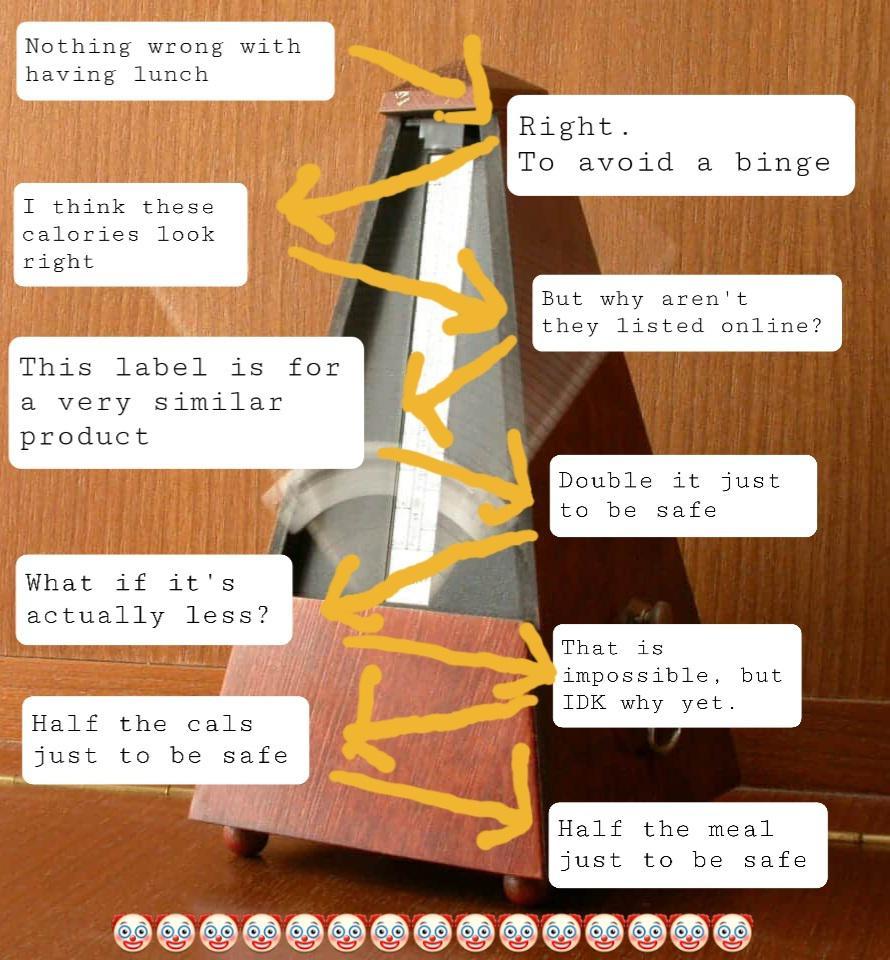 Nothing wrong with
having lunch
Right.
To avoid a binge
I think these
calories look
right
But why aren't
they listed online?
This label is for
a very similar
product
Double it just
to be safe
What if it's
actually less?
That is
impossible, but
IDK why yet.
Half the cals
just to be safe
Half the meal
just to be safe